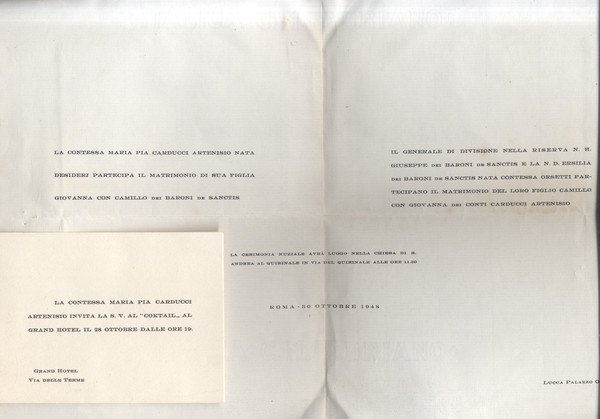 LA CONTESSA MARIA PIA CARDUCCI ARTENISIO NATA
DESIDERJ PARTECIPA IL MATRIMONIO DI SUA FIGLIA
GIOVANNA CON CAMILLO DEI BARONI DE SANCTIS
IL GENERALE DI DIVISIONE NELLA RISERVA N. H.
GIUSEPPE DEI BARONI DE SANCTIS E LA N. D. ERSILIA
DEI BARONI DE SANCTIS NATA CONTESSA ORSETTI PAR-
TECIPANO IL MATRIMONIO DEL LORO FIGLIO CAMILLO
CON GIOVANNA DEI CONTI CARDUCCI ARTENISIO
LA CERIMONIA NUZIALE AVRÀ LUOGO NELLA CHIESA DI S.
ANDREA AL QUIRINALE IN VIA DEL QUIRINALE ALLE ORE 11.30
ROMA - 30 OTTOBRE 1948
LA CONTESSA MARIA PIA CARDUCCI
ARTENISIO INVITA LA S. V. AL "COKTAIL„ AL
GRAND HOTEL IL 28 OTTOBRE DALLE ORE 19.
GRAND HOTEL
VIA DELLE TERME
LUCCA PALAZZO